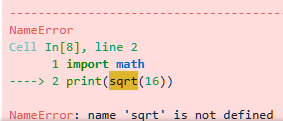 ---------------------------------------------
NameError
Cell In[8], line 2
      1 import math
----> 2 print(sqrt(16))
NameError: name 'sqrt' is not defined